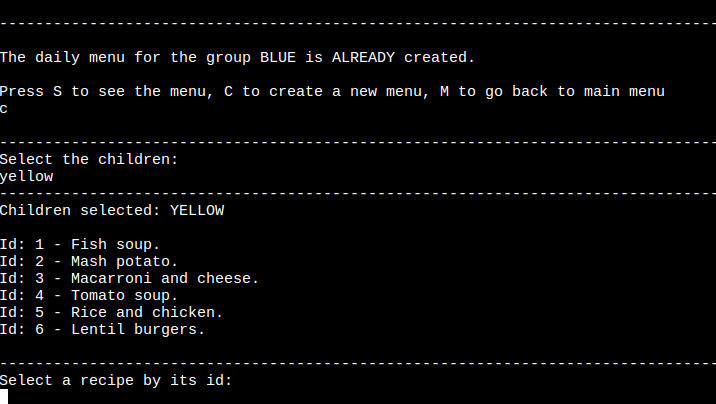 --------------------------------------------------------------------------------
The daily menu for the group BLUE is ALREADY created.
Press S to see the menu, C to create a new menu, M to go back to main menu
c
--------------------------------------------------------------------------------
Select the children:
yellow
--------------------------------------------------------------------------------
Children selected: YELLOW
Id: 1 - Fish soup.
Id: 2 - Mash potato.
Id: 3 - Macarroni and cheese.
Id: 4 - Tomato soup.
Id: 5 - Rice and chicken.
Id: 6 - Lentil burgers.
--------------------------------------------------------------------------------
Select a recipe by its id: